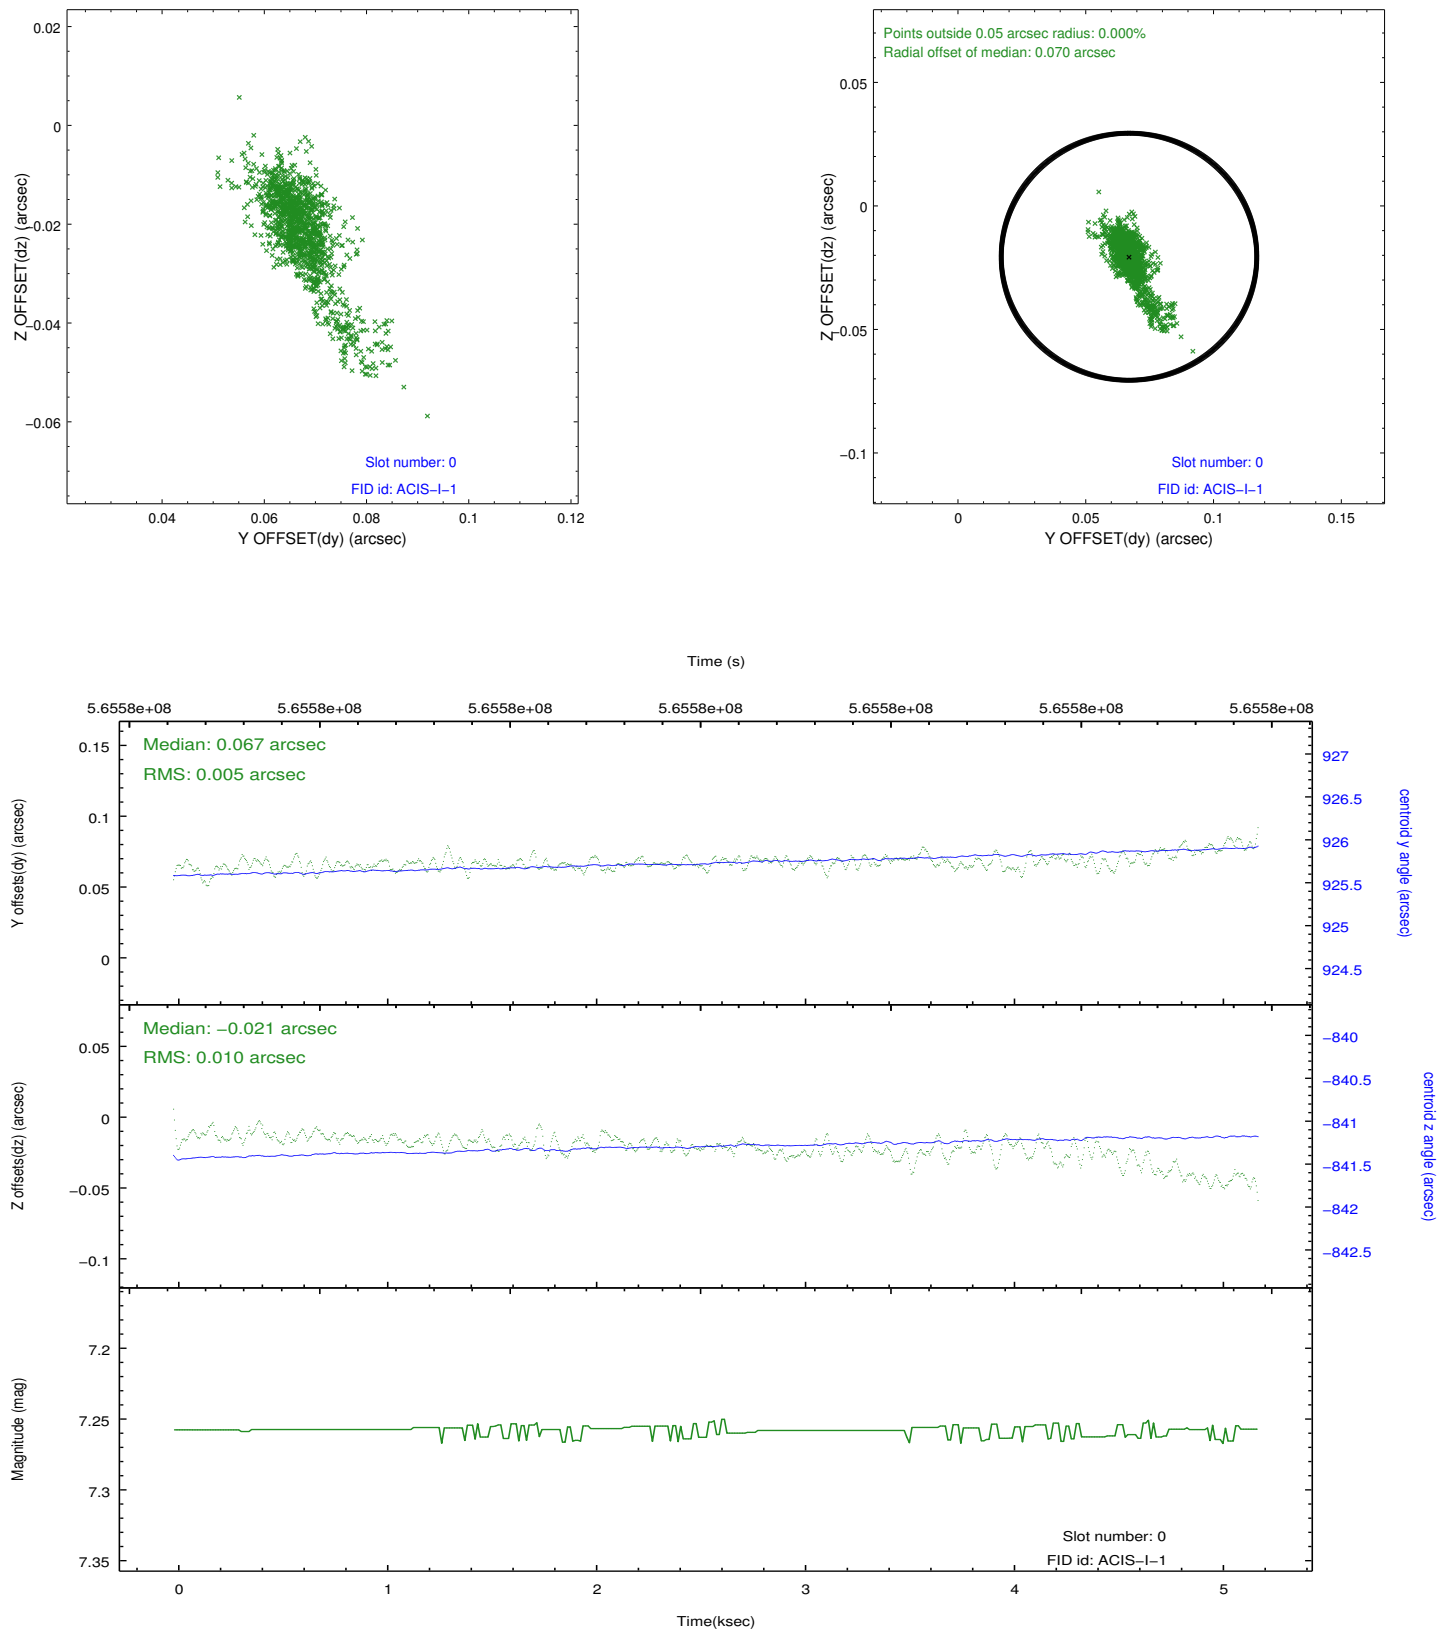 0.02
0
−0.02
−0.04
−0.06
Z OFFSET(dz) (arcsec)
Slot number: 0
FID id: ACIS−I−1
0.04 0.06 0.08 0.1 0.12
Y OFFSET(dy) (arcsec)
Points outside 0.05 arcsec radius: 0.000%
Radial offset of median: 0.070 arcsec
0.05
0
−0.05
−0.1
Z OFFSET(dz) (arcsec)
Slot number: 0
FID id: ACIS−I−1
0 0.05 0.1 0.15
Y OFFSET(dy) (arcsec)
Time (s)
5.6558e+08 5.6558e+08 5.6558e+08 5.6558e+08 5.6558e+08 5.6558e+08 5.6558e+08
Median: 0.067 arcsec
RMS: 0.005 arcsec
0.15
0.1
0.05
0
Y offsets(dy) (arcsec)
927
926.5
926
925.5
925
924.5
centroid y angle (arcsec)
Median: −0.021 arcsec
RMS: 0.010 arcsec
0.05
0
−0.05
−0.1
Z offsets(dz) (arcsec)
−840
−840.5
−841
−841.5
−842
−842.5
centroid z angle (arcsec)
7.2
7.25
7.3
7.35
Magnitude (mag)
Slot number: 0
FID id: ACIS−I−1
0 1 2 3 4 5
Time(ksec)